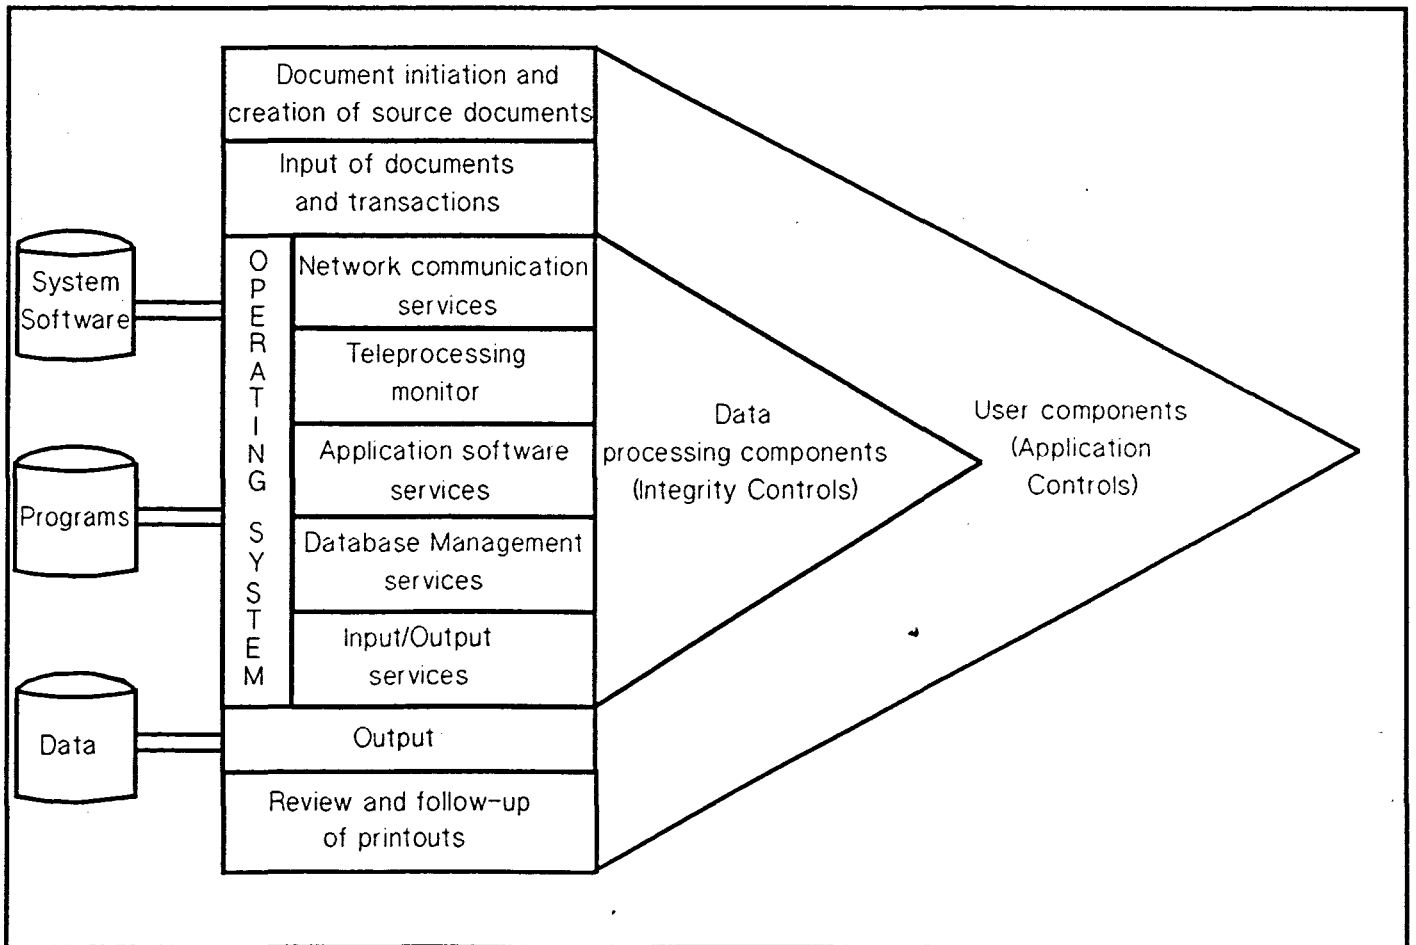 Document initiation and
creation of source documents
Input of documents
and transactions
System
Software
Programs
Data
OPERATING SYSTEM
Network communication
services
Teleprocessing
monitor
Application software
services
Database Management
services
Input/Output
services
Output
Review and follow-up
of printouts
Data
processing components
(Integrity Controls)
User components
(Application
Controls)